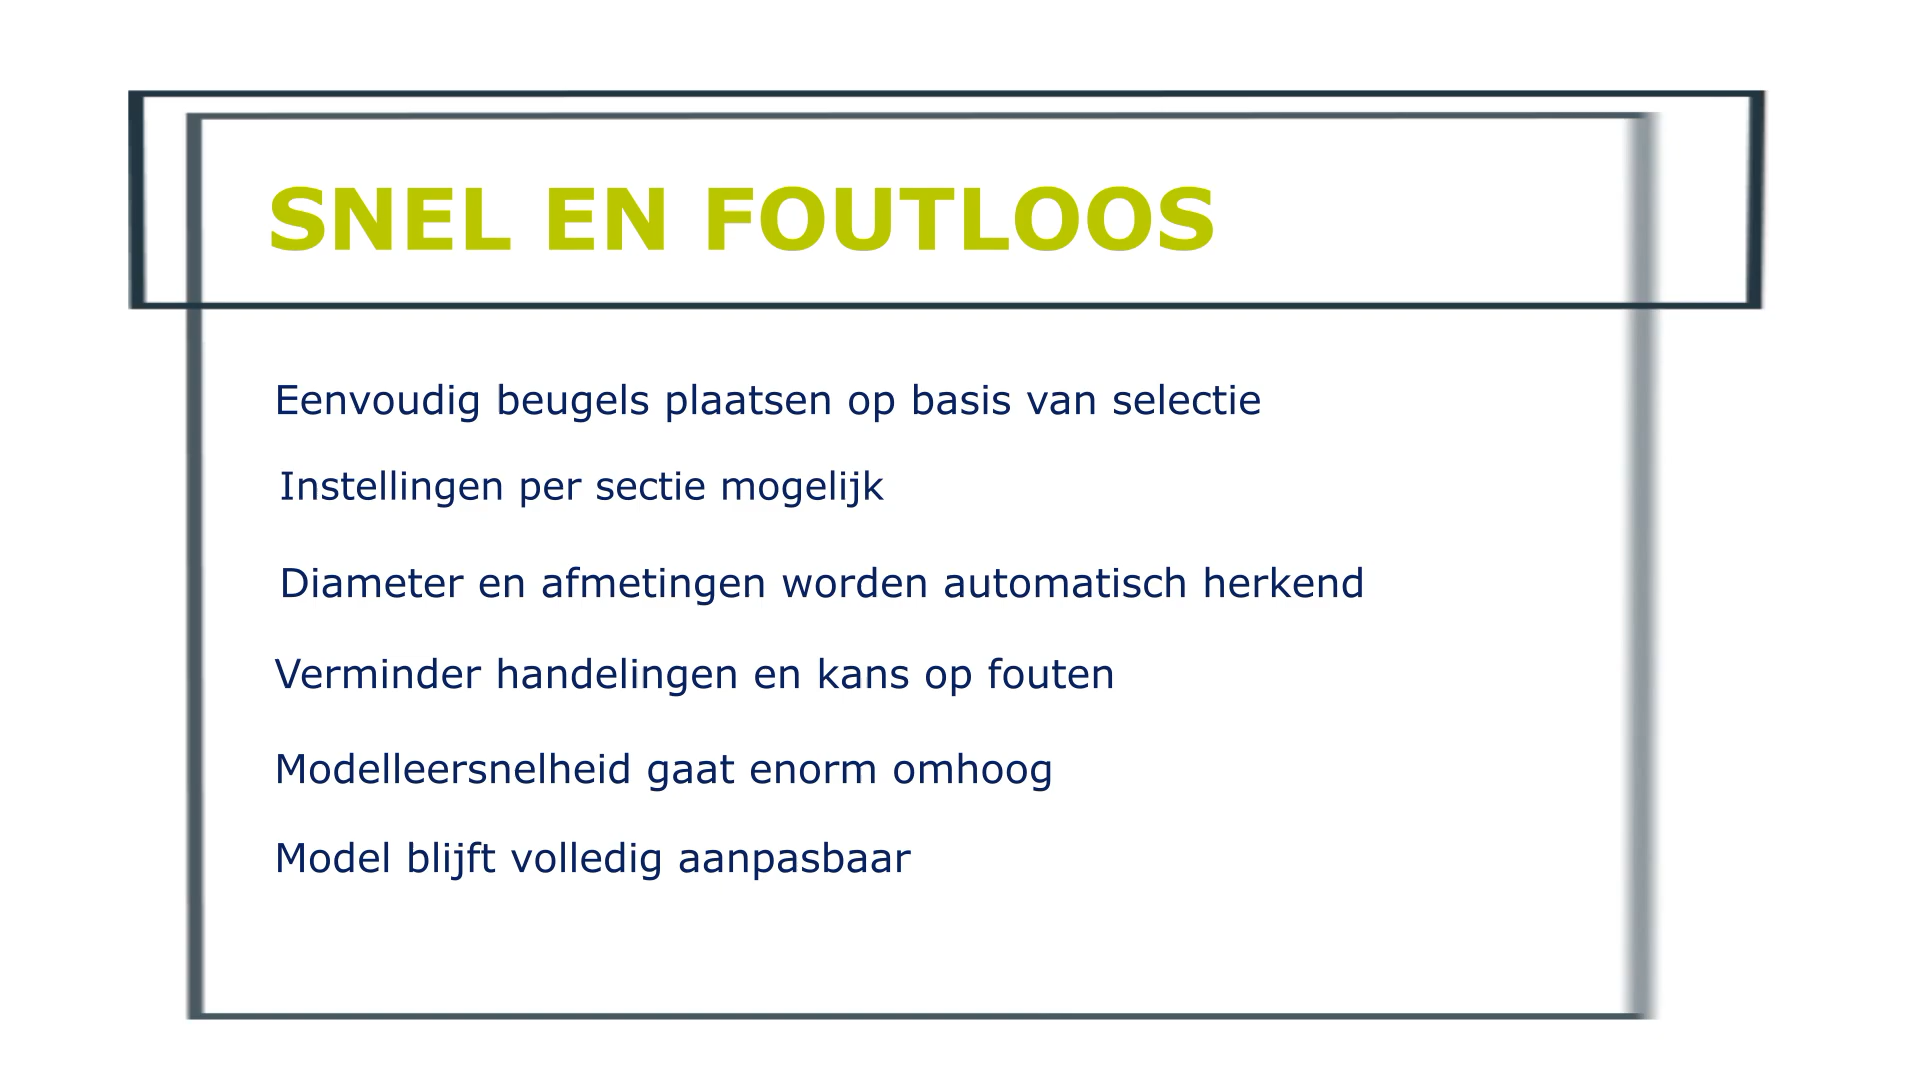 SNEL EN FOUTLOOS
Eenvoudig beugels plaatsen op basis van selectie
Instellingen per sectie mogelijk
Diameter en afmetingen worden automatisch herkend
Verminder handelingen en kans op fouten
Modelleersnelheid gaat enorm omhoog
Model blijft volledig aanpasbaar